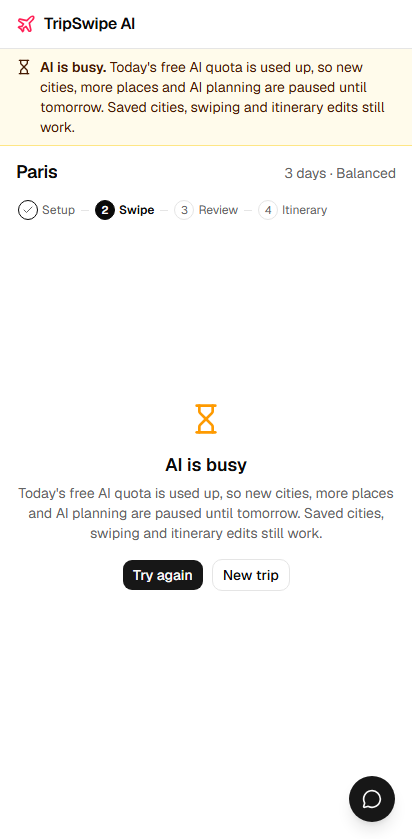 TripSwipe AI
AI is busy. Today's free AI quota is used up, so new
cities, more places and AI planning are paused until
tomorrow. Saved cities, swiping and itinerary edits still
work.
Paris
3 days · Balanced
Setup
2 Swipe
3 Review
4 Itinerary
AI is busy
Today's free AI quota is used up, so new cities, more places
and AI planning are paused until tomorrow. Saved cities,
swiping and itinerary edits still work.
Try again
New trip